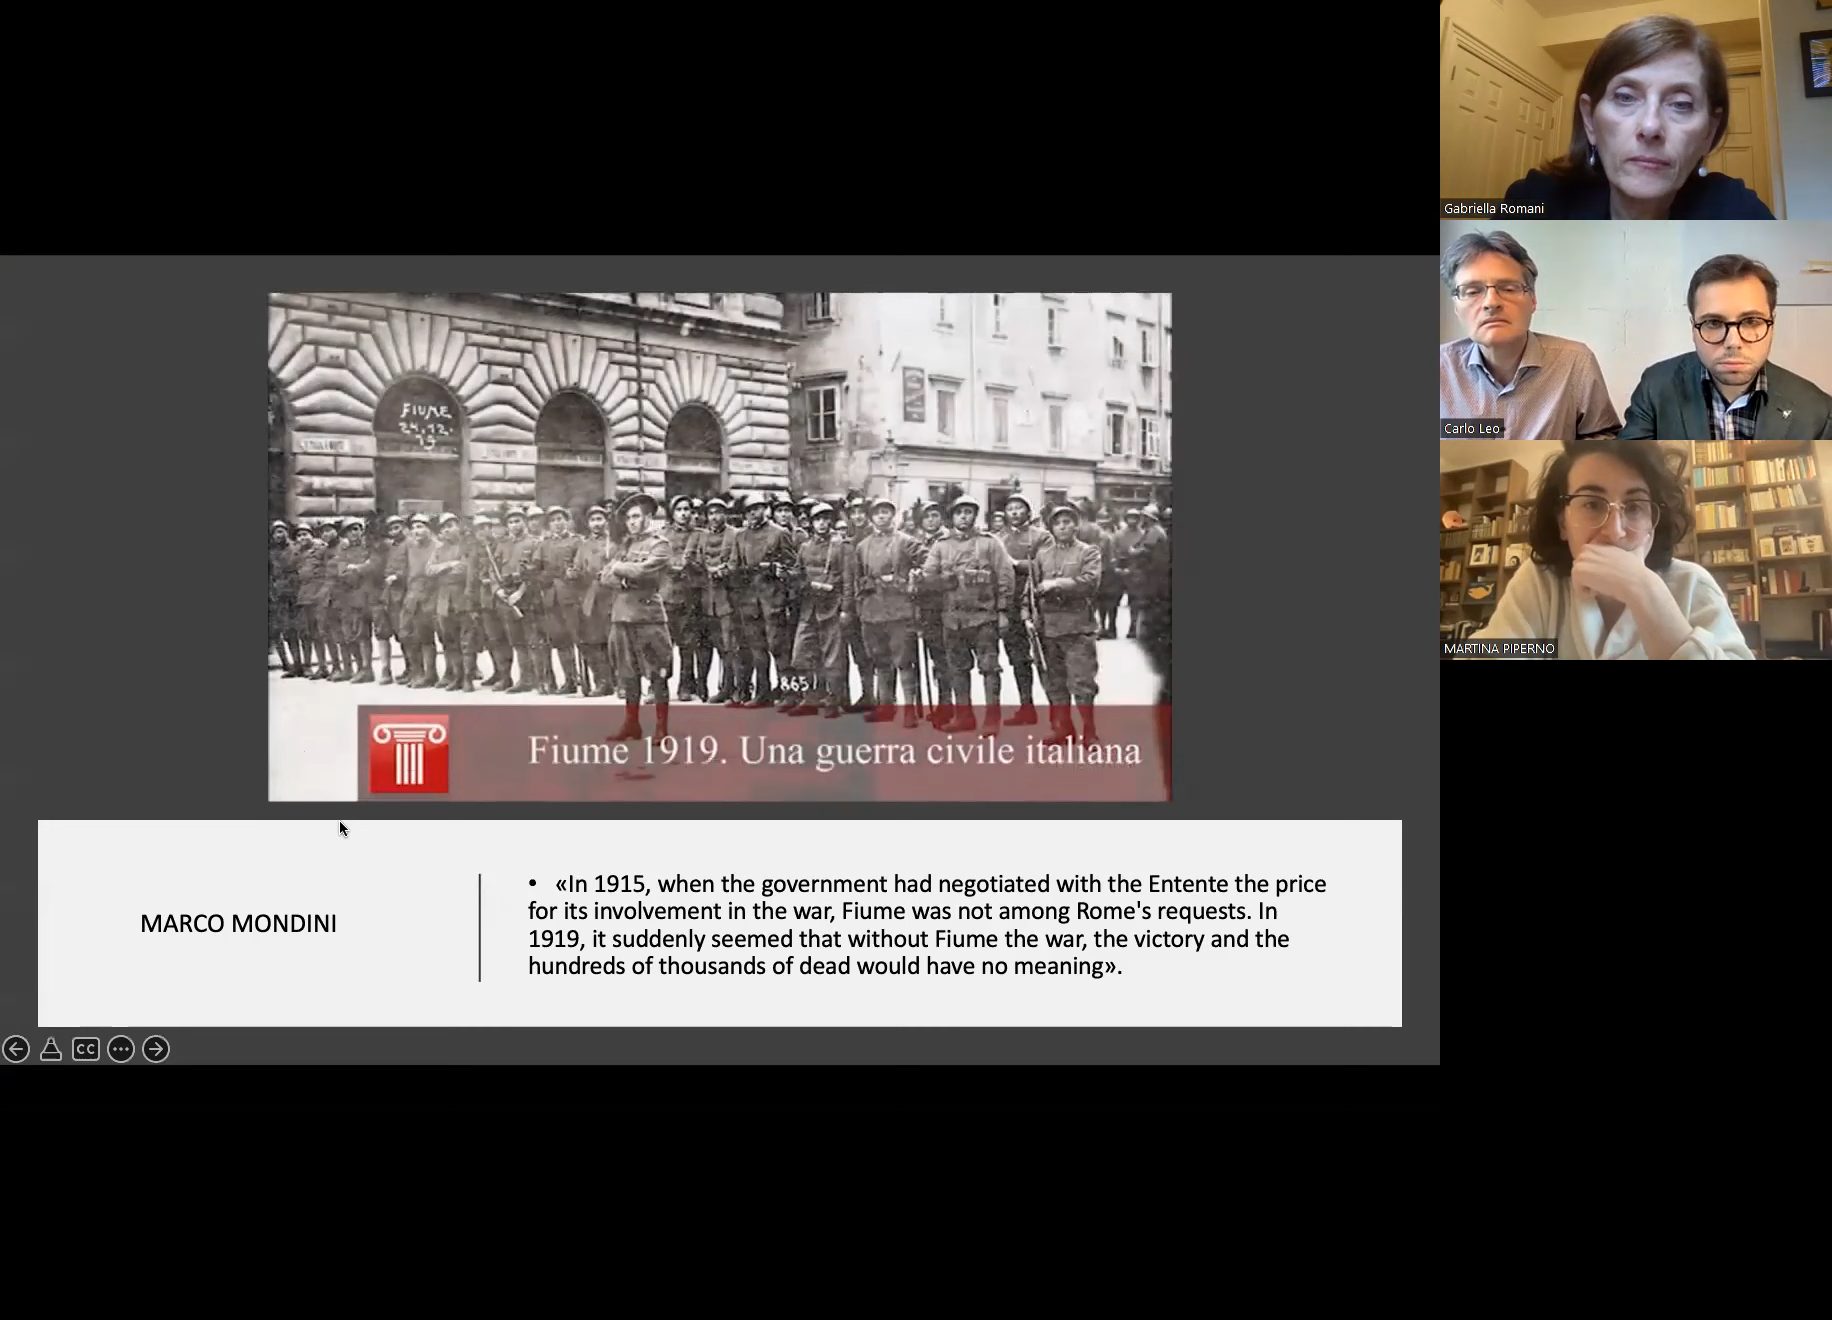 Gabriella Romani
Carlo Leo
MARTINA PIPERNO
FIUME
24.12.
19
865
Fiume 1919. Una guerra civile italiana
MARCO MONDINI
• «In 1915, when the government had negotiated with the Entente the price
for its involvement in the war, Fiume was not among Rome's requests. In
1919, it suddenly seemed that without Fiume the war, the victory and the
hundreds of thousands of dead would have no meaning».
CC